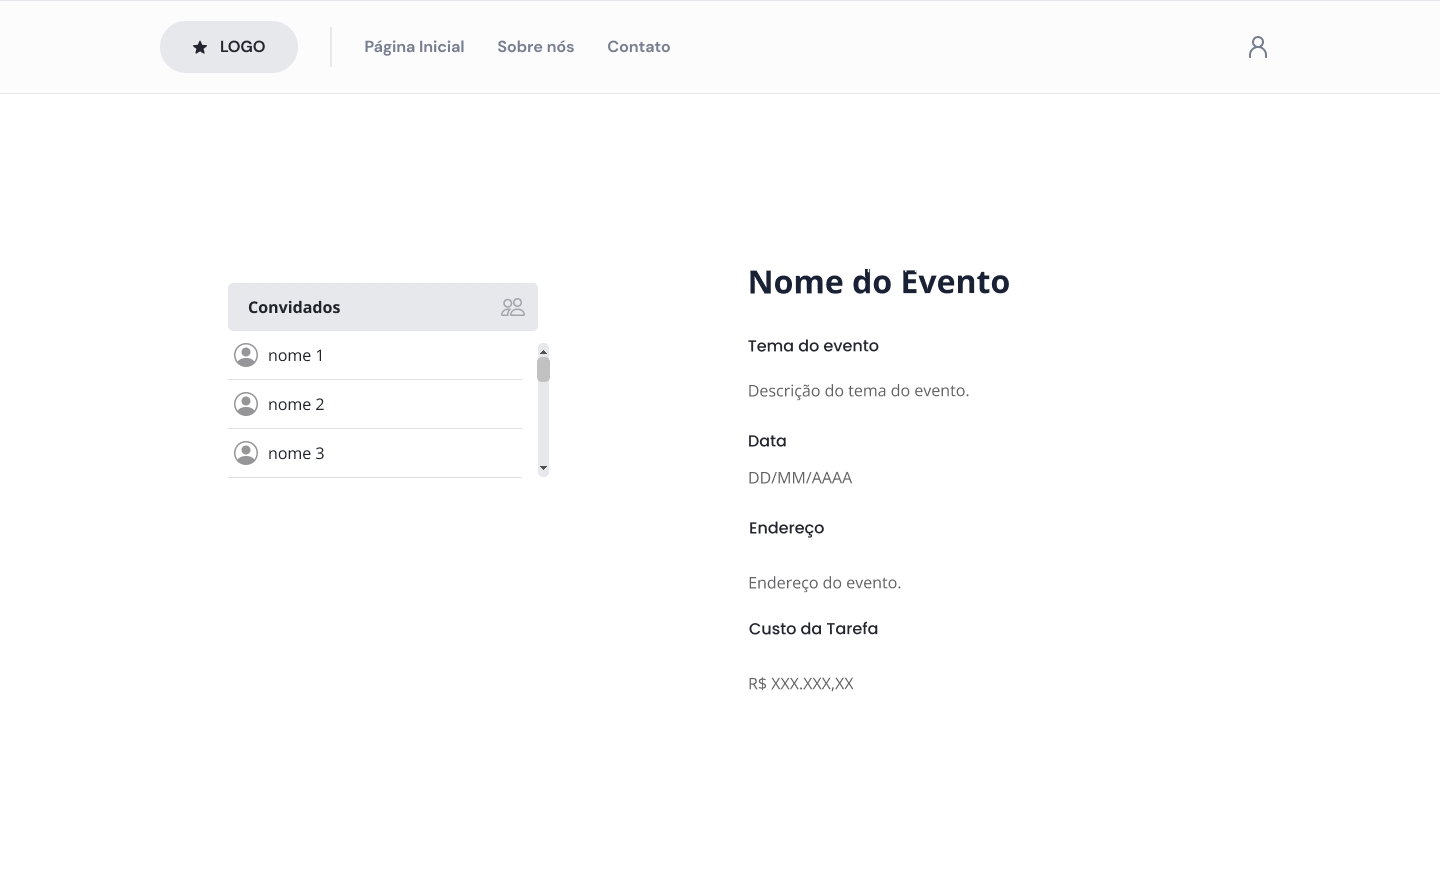 LOGO
Página Inicial
Sobre nós
Contato
Convidados
nome 1
nome 2
nome 3
Nome do Evento
Tema do evento
Descrição do tema do evento.
Data
DD/MM/AAAA
Endereço
Endereço do evento.
Custo da Tarefa
R$ XXX.XXX,XX